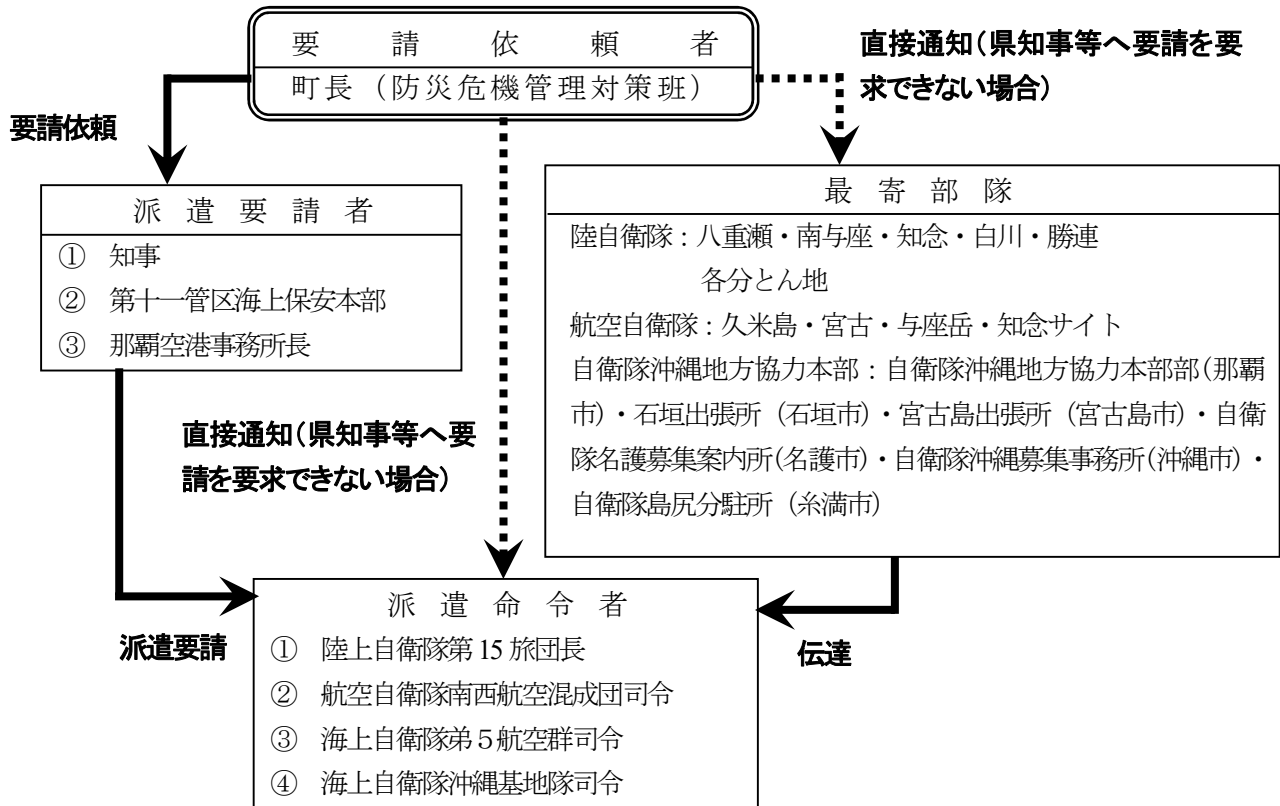 要請依頼者
町長（防災危機管理対策班）
直接通知（県知事等へ要請を要
求できない場合）
要請依頼
派遣要請者
① 知事
② 第十一管区海上保安本部
③ 那覇空港事務所長
最寄部隊
陸自衛隊：八重瀬・南与座・知念・白川・勝連
各分とん地
航空自衛隊：久米島・宮古・与座岳・知念サイト
自衛隊沖縄地方協力本部：自衛隊沖縄地方協力本部部（那覇
市）・石垣出張所（石垣市）・宮古島出張所（宮古島市）・自衛
隊名護募集案内所（名護市）・自衛隊沖縄募集事務所（沖縄市）・
自衛隊島尻分駐所（糸満市）
直接通知（県知事等へ要
請を要求できない場合）
派遣要請
派遣命令者
① 陸上自衛隊第15旅団長
② 航空自衛隊南西航空混成団司令
③ 海上自衛隊弟５航空群司令
④ 海上自衛隊沖縄基地隊司令
伝達